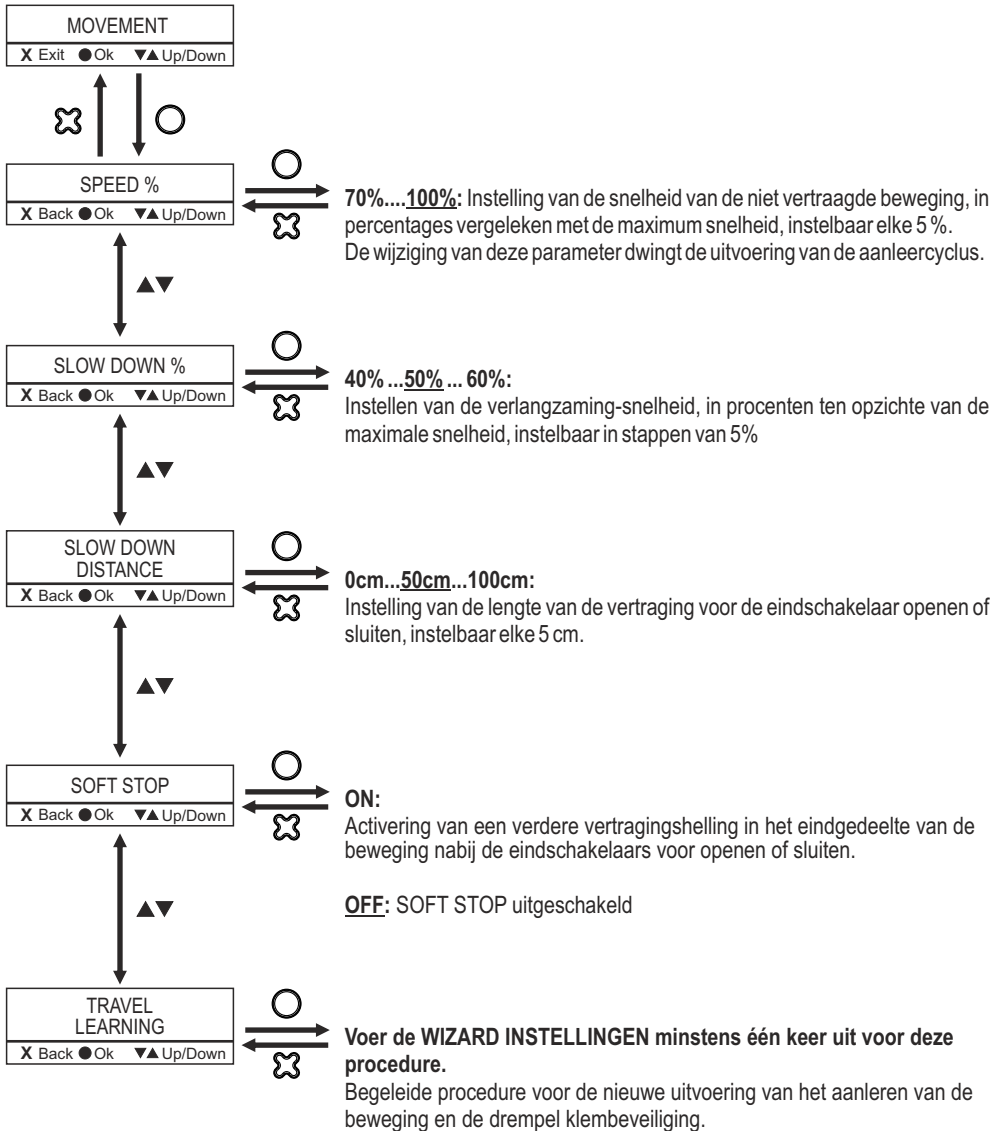 MOVEMENT
X Exit ●Ok ▼▲Up/Down
SPEED %
X Back ●Ok ▼▲Up/Down
70%....100%: Instelling van de snelheid van de niet vertraagde beweging, in
percentages vergeleken met de maximum snelheid, instelbaar elke 5 %.
De wijziging van deze parameter dwingt de uitvoering van de aanleercyclus.
▲▼
SLOW DOWN %
X Back ●Ok ▼▲Up/Down
40% ...50% ... 60%:
Instellen van de verlangzaming-snelheid, in procenten ten opzichte van de
maximale snelheid, instelbaar in stappen van 5%
▲▼
SLOW DOWN
DISTANCE
X Back ●Ok ▼▲Up/Down
0cm...50cm...100cm:
Instelling van de lengte van de vertraging voor de eindschakelaar openen of
sluiten, instelbaar elke 5 cm.
▲▼
SOFT STOP
X Back ●Ok ▼▲Up/Down
ON:
Activering van een verdere vertragingshelling in het eindgedeelte van de
beweging nabij de eindschakelaars voor openen of sluiten.
OFF: SOFT STOP uitgeschakeld
▲▼
TRAVEL
LEARNING
X Back ●Ok ▼▲Up/Down
Voer de WIZARD INSTELLINGEN minstens één keer uit voor deze
procedure.
Begeleide procedure voor de nieuwe uitvoering van het aanleren van de
beweging en de drempel klembeveiliging.